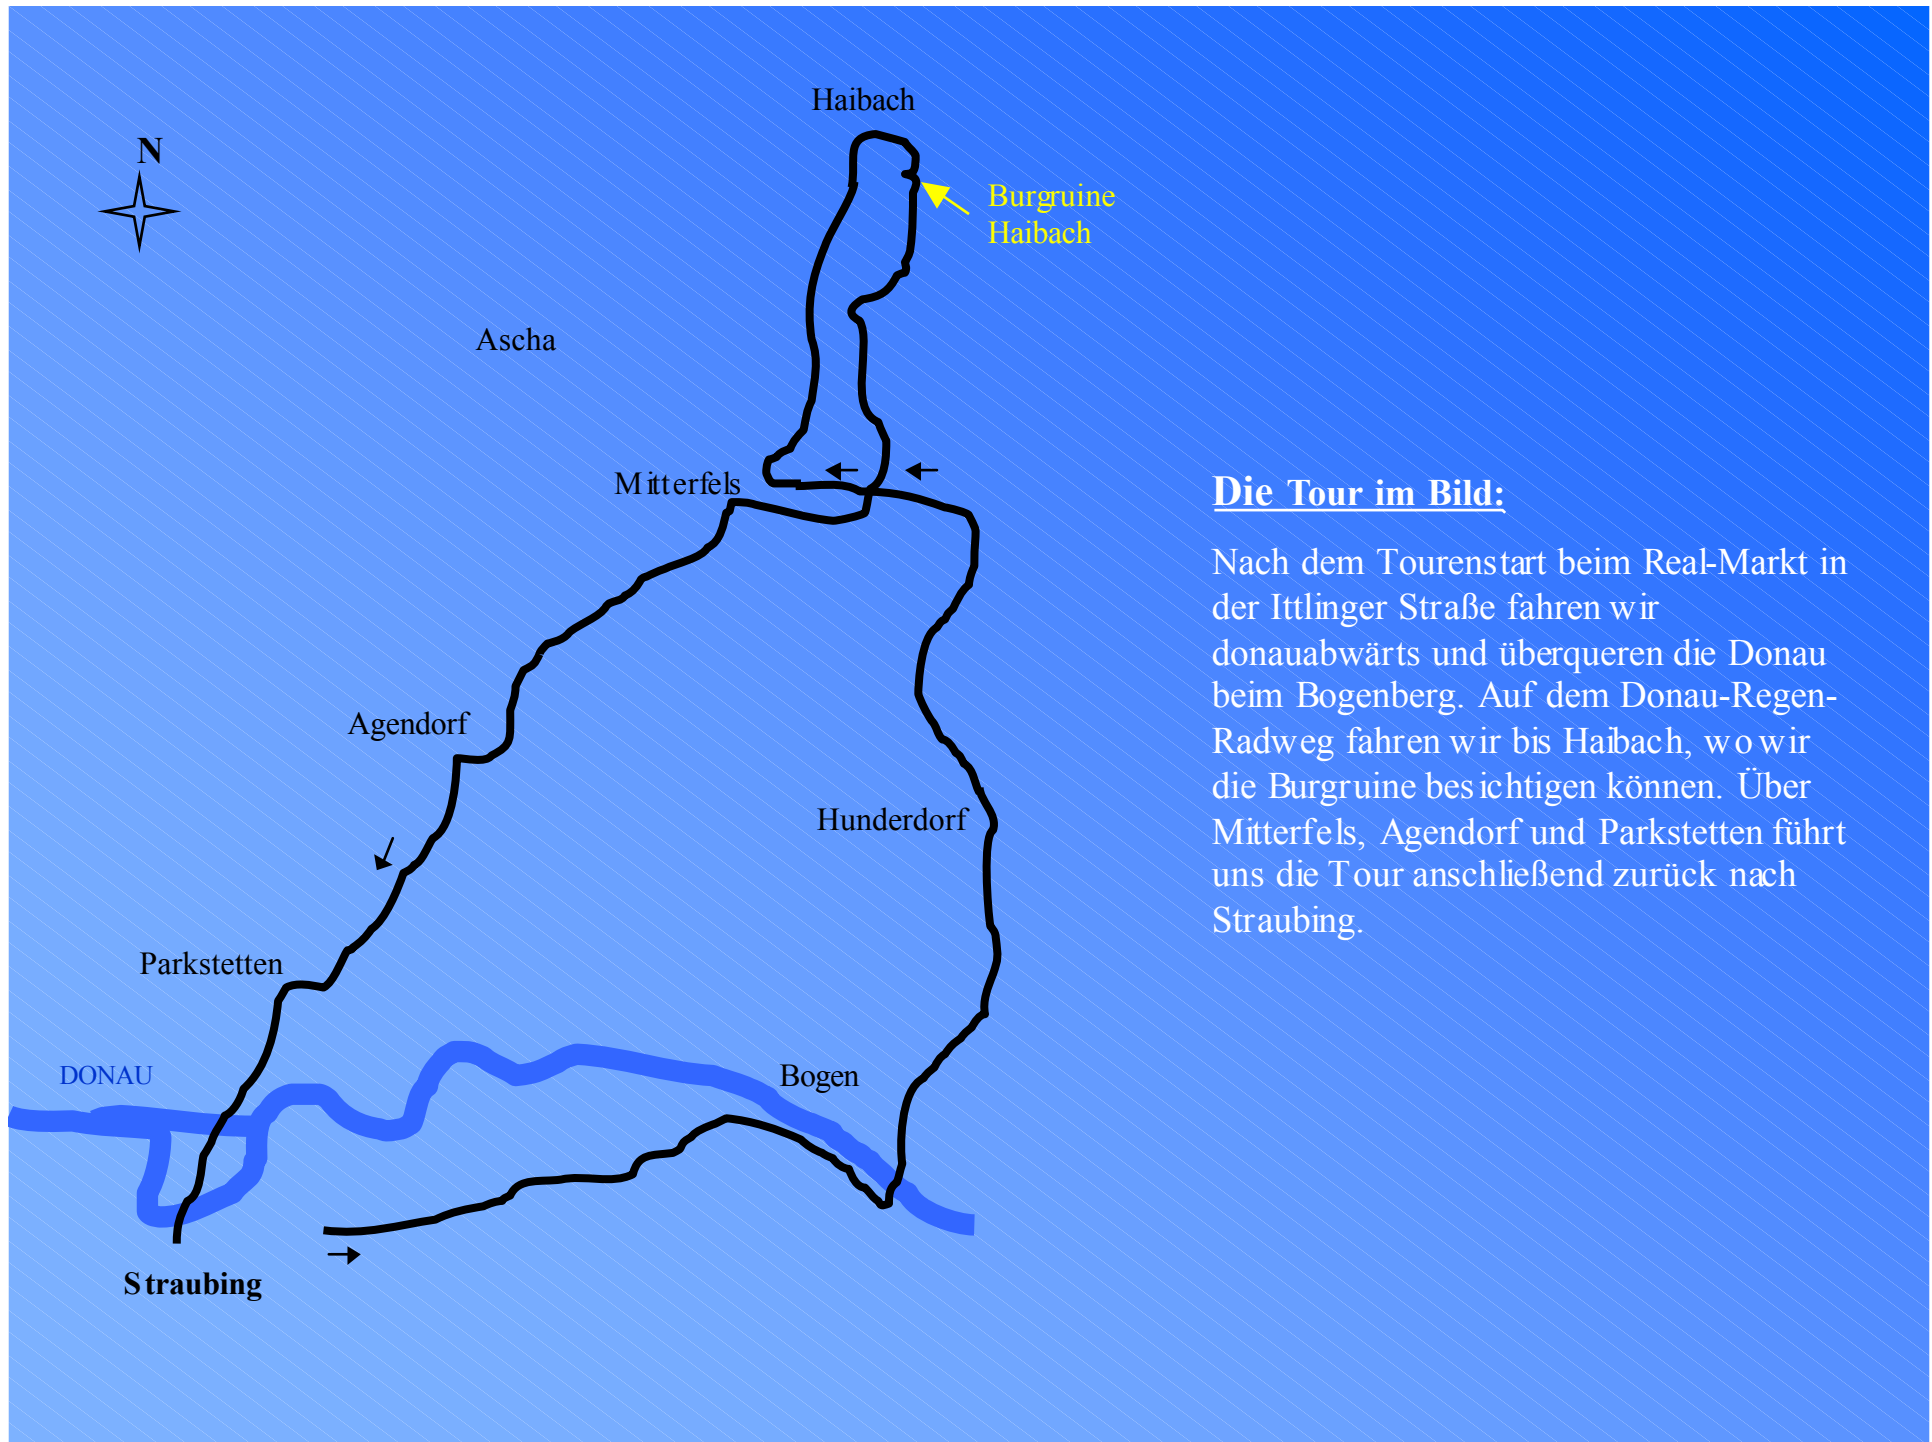 Haibach
N
Burgruine
Haibach
Ascha
Mitterfels
Die Tour im Bild:
Nach dem Tourenstart beim Real-Markt in
der Ittlinger Straße fahren wir
donauabwärts und überqueren die Donau
beim Bogenberg. Auf dem Donau-Regen-
Radweg fahren wir bis Haibach, wo wir
die Burgruine besichtigen können. Über
Mitterfels, Agendorf und Parkstetten führt
uns die Tour anschließend zurück nach
Straubing.
Agendorf
Hunderdorf
Parkstetten
DONAU
Bogen
Straubing